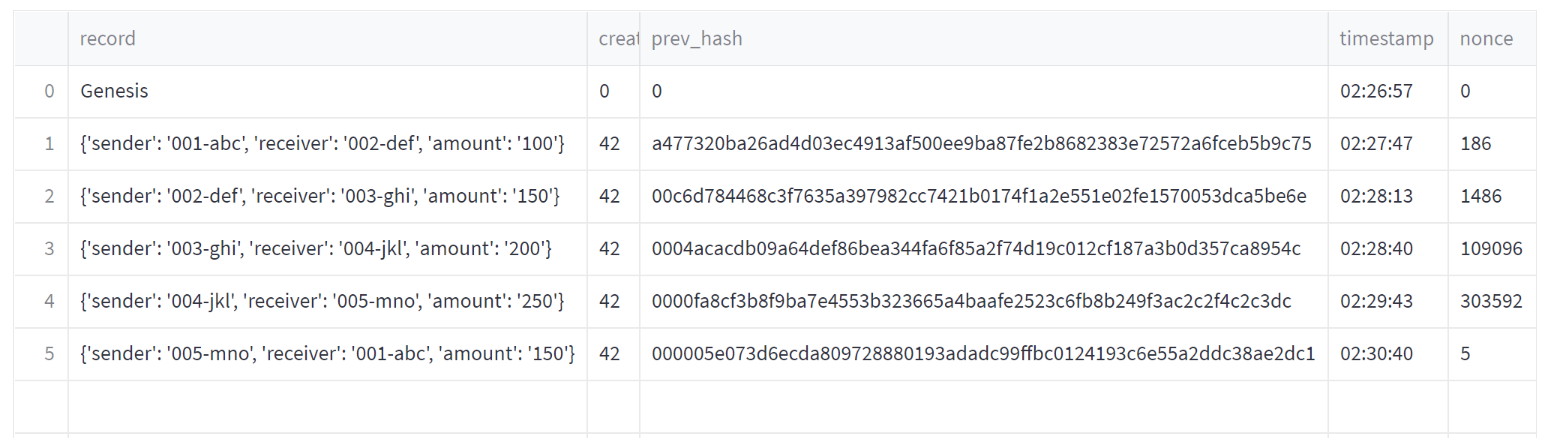 record creat prev_hash timestamp nonce
0 Genesis 0 0 02:26:57 0
1 {'sender': '001-abc', 'receiver': '002-def', 'amount': '100'} 42 a477320ba26ad4d03ec4913af500ee9ba87fe2b8682383e72572a6fceb5b9c75 02:27:47 186
2 {'sender': '002-def', 'receiver': '003-ghi', 'amount': '150'} 42 00c6d784468c3f7635a397982cc7421b0174f1a2e551e02fe1570053dca5be6e 02:28:13 1486
3 {'sender': '003-ghi', 'receiver': '004-jkl', 'amount': '200'} 42 0004acacdb09a64def86bea344fa6f85a2f74d19c012cf187a3b0d357ca8954c 02:28:40 109096
4 {'sender': '004-jkl', 'receiver': '005-mno', 'amount': '250'} 42 0000fa8cf3b8f9ba7e4553b323665a4baafe2523c6fb8b249f3ac2c2f4c2c3dc 02:29:43 303592
5 {'sender': '005-mno', 'receiver': '001-abc', 'amount': '150'} 42 000005e073d6ecda809728880193adadc99ffbc0124193c6e55a2ddc38ae2dc1 02:30:40 5